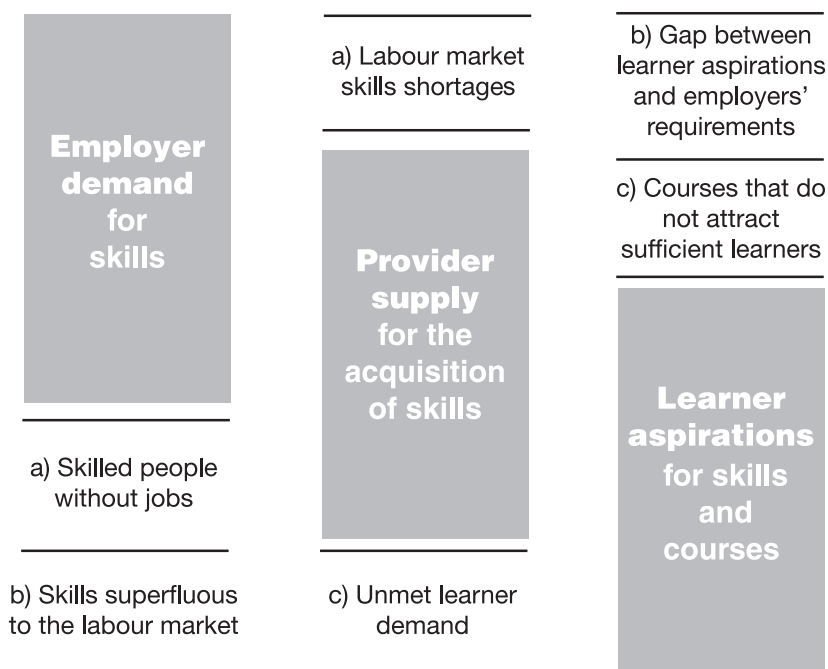 Employer
demand
for
skills
a) Skilled people
without jobs
b) Skills superfluous
to the labour market
a) Labour market
skills shortages
Provider
supply
for the
acquisition
of skills
c) Unmet learner
demand
b) Gap between
learner aspirations
and employers’
requirements
c) Courses that do
not attract
sufficient learners
Learner
aspirations
for skills
and
courses